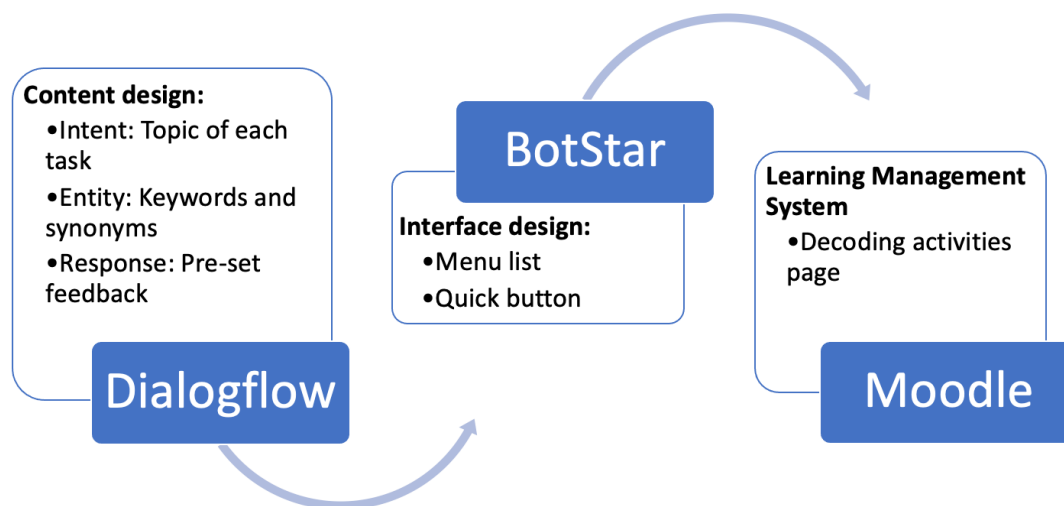 Content design:
•Intent: Topic of each
task
•Entity: Keywords and
synonyms
•Response: Pre-set
feedback
Dialogflow
BotStar
Interface design:
•Menu list
•Quick button
Learning Management
System
•Decoding activities
page
Moodle